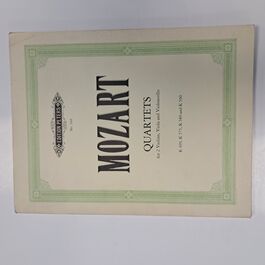 EDITION PETERS
MOZART
QUARTETS
for 2 Violins, Viola and Violoncello